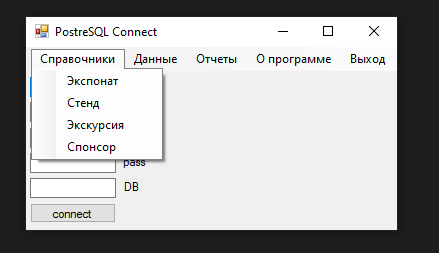 PostreSQL Connect
Справочники Данные Отчеты О программе Выход
Экспонат
Стенд
Экскурсия
Спонсор
pass
DB
connect